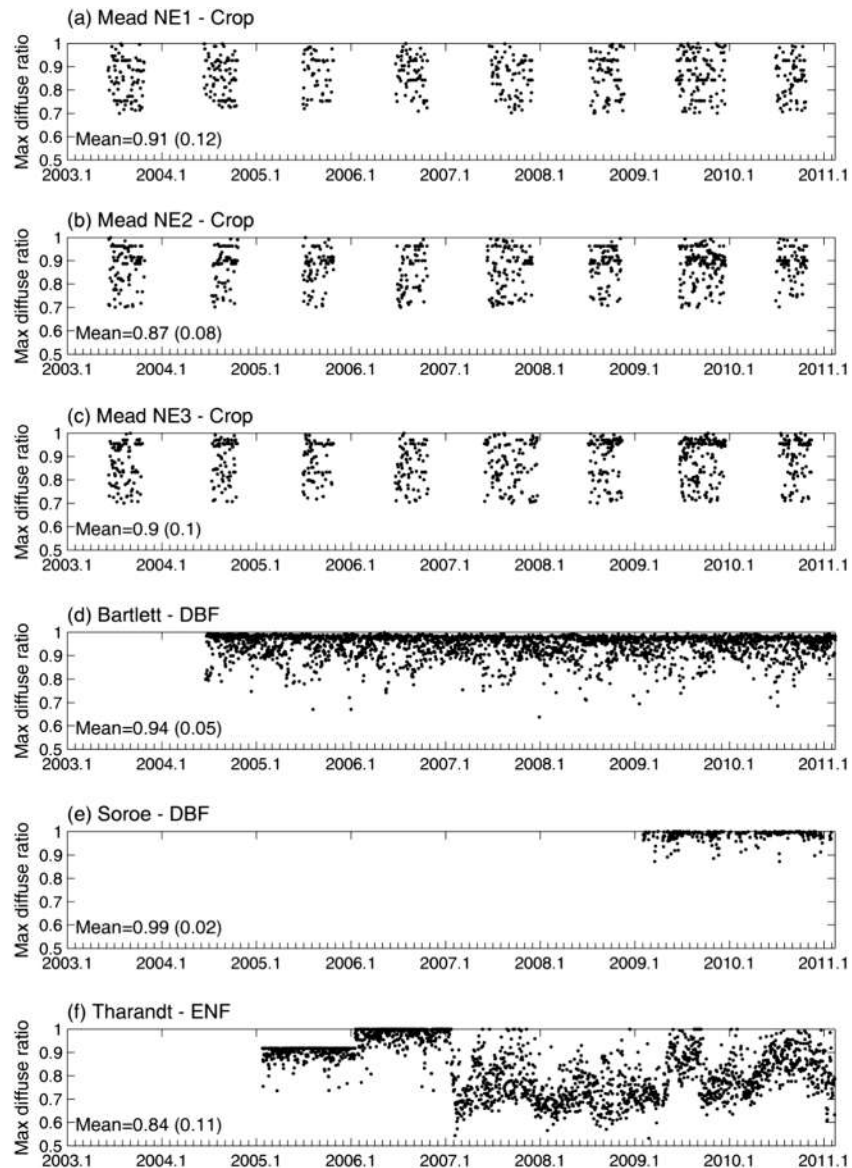 (a) Mead NE1 - Crop
Max diffuse ratio
1
0.9
0.8
0.7
0.6
0.5
Mean=0.91 (0.12)
2003.1 2004.1 2005.1 2006.1 2007.1 2008.1 2009.1 2010.1 2011.1
(b) Mead NE2 - Crop
Max diffuse ratio
1
0.9
0.8
0.7
0.6
0.5
Mean=0.87 (0.08)
2003.1 2004.1 2005.1 2006.1 2007.1 2008.1 2009.1 2010.1 2011.1
(c) Mead NE3 - Crop
Max diffuse ratio
1
0.9
0.8
0.7
0.6
0.5
Mean=0.9 (0.1)
2003.1 2004.1 2005.1 2006.1 2007.1 2008.1 2009.1 2010.1 2011.1
(d) Bartlett - DBF
Max diffuse ratio
1
0.9
0.8
0.7
0.6
0.5
Mean=0.94 (0.05)
2003.1 2004.1 2005.1 2006.1 2007.1 2008.1 2009.1 2010.1 2011.1
(e) Soroe - DBF
Max diffuse ratio
1
0.9
0.8
0.7
0.6
0.5
Mean=0.99 (0.02)
2003.1 2004.1 2005.1 2006.1 2007.1 2008.1 2009.1 2010.1 2011.1
(f) Tharandt - ENF
Max diffuse ratio
1
0.9
0.8
0.7
0.6
0.5
Mean=0.84 (0.11)
2003.1 2004.1 2005.1 2006.1 2007.1 2008.1 2009.1 2010.1 2011.1